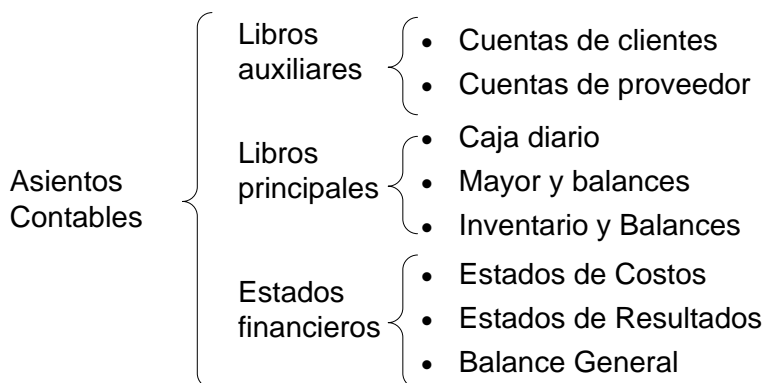 Asientos
Contables
Libros
auxiliares
• Cuentas de clientes
• Cuentas de proveedor
Libros
principales
• Caja diario
• Mayor y balances
• Inventario y Balances
Estados
financieros
• Estados de Costos
• Estados de Resultados
• Balance General